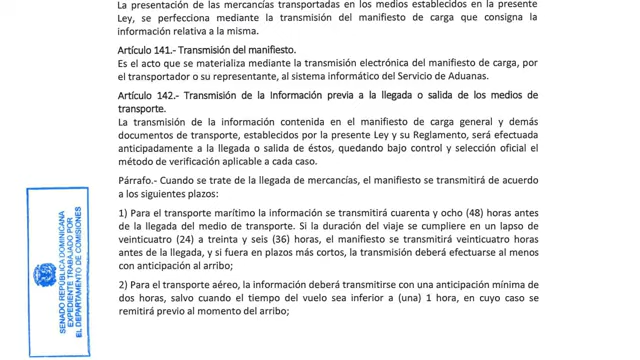 La presentación de las mercancías transportadas en los medios establecidos en la presente
Ley, se perfecciona mediante la transmisión del manifiesto de carga que consigna la
información relativa a la misma.
Artículo 141.- Transmisión del manifiesto.
Es el acto que se materializa mediante la transmisión electrónica del manifiesto de carga, por
el transportador o su representante, al sistema informático del Servicio de Aduanas.
Artículo 142.- Transmisión de la Información previa a la llegada o salida de los medios de
transporte.
La transmisión de la información contenida en el manifiesto de carga general y demás
documentos de transporte, establecidos por la presente Ley y su Reglamento, será efectuada
anticipadamente a la llegada o salida de éstos, quedando bajo control y selección oficial el
método de verificación aplicable a cada caso.
Párrafo.- Cuando se trate de la llegada de mercancías, el manifiesto se transmitirá de acuerdo
a los siguientes plazos:
1) Para el transporte marítimo la información se transmitirá cuarenta y ocho (48) horas antes
de la llegada del medio de transporte. Si la duración del viaje se cumpliere en un lapso de
veinticuatro (24) a treinta y seis (36) horas, el manifiesto se transmitirá veinticuatro horas
antes de la llegada, y si fuera en plazos más cortos, la transmisión deberá efectuarse al menos
con anticipación al arribo;
2) Para el transporte aéreo, la información deberá transmitirse con una anticipación mínima de
dos horas, salvo cuando el tiempo del vuelo sea inferior a (una) 1 hora, en cuyo caso se
remitirá previo al momento del arribo;
SENADO REPÚBLICA DOMINICANA
EXPEDIENTE TRABAJADO POR
EL DEPARTAMENTO DE COMISIONES